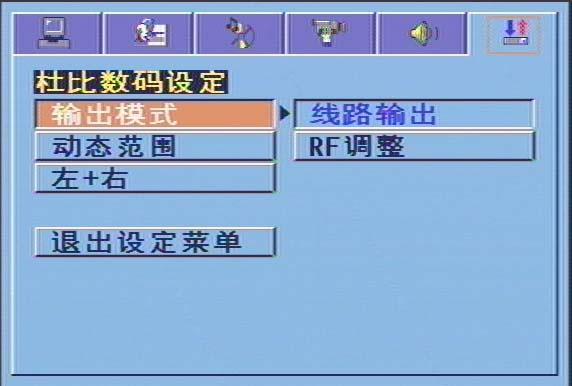 杜比数码设定
输出模式 线路输出
动态范围 RF调整
左+右
退出设定菜单